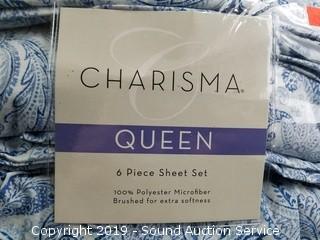 C
CHARISMA®
QUEEN
6 Piece Sheet Set
100% Polyester Microfiber
Brushed for extra softness
Copyright 2019 - Sound Auction Service